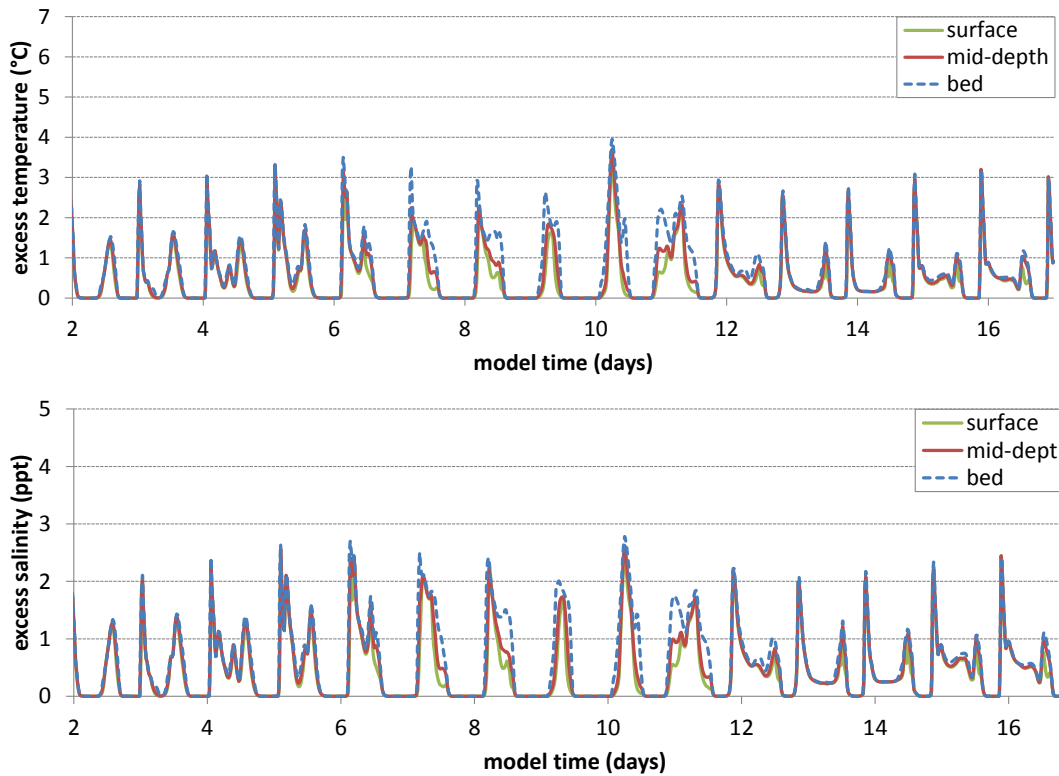 excess temperature (°C)
7
6
5
4
3
2
1
0
surface
mid-depth
bed
2 4 6 8 10 12 14 16
model time (days)
excess salinity (ppt)
5
4
3
2
1
0
surface
mid-dept
bed
2 4 6 8 10 12 14 16
model time (days)